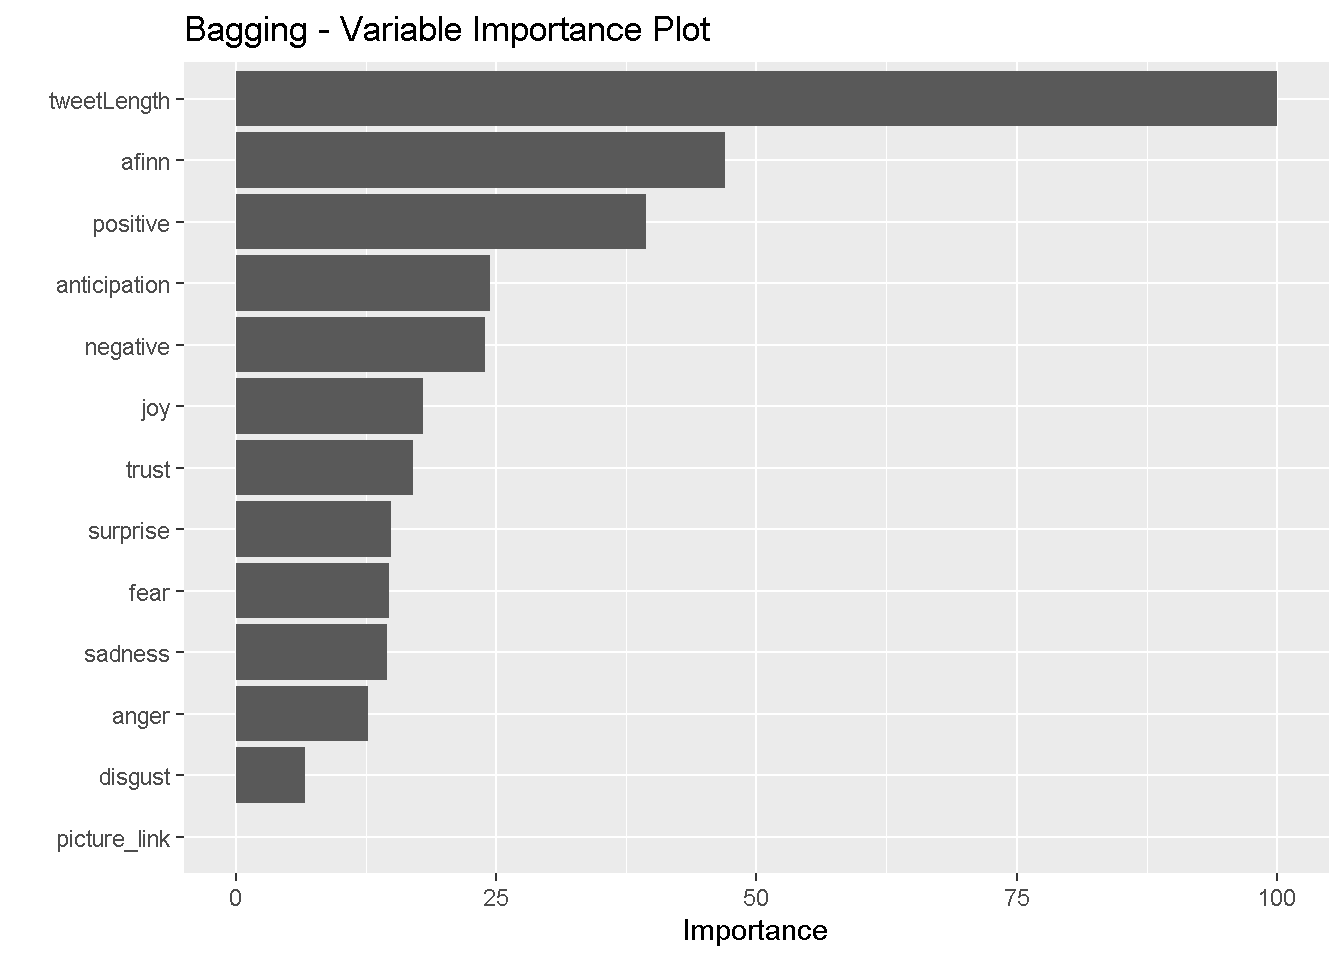 Bagging - Variable Importance Plot
tweetLength
afinn
positive
anticipation
negative
joy
trust
surprise
fear
sadness
anger
disgust
picture_link
0 25 50 75 100
Importance